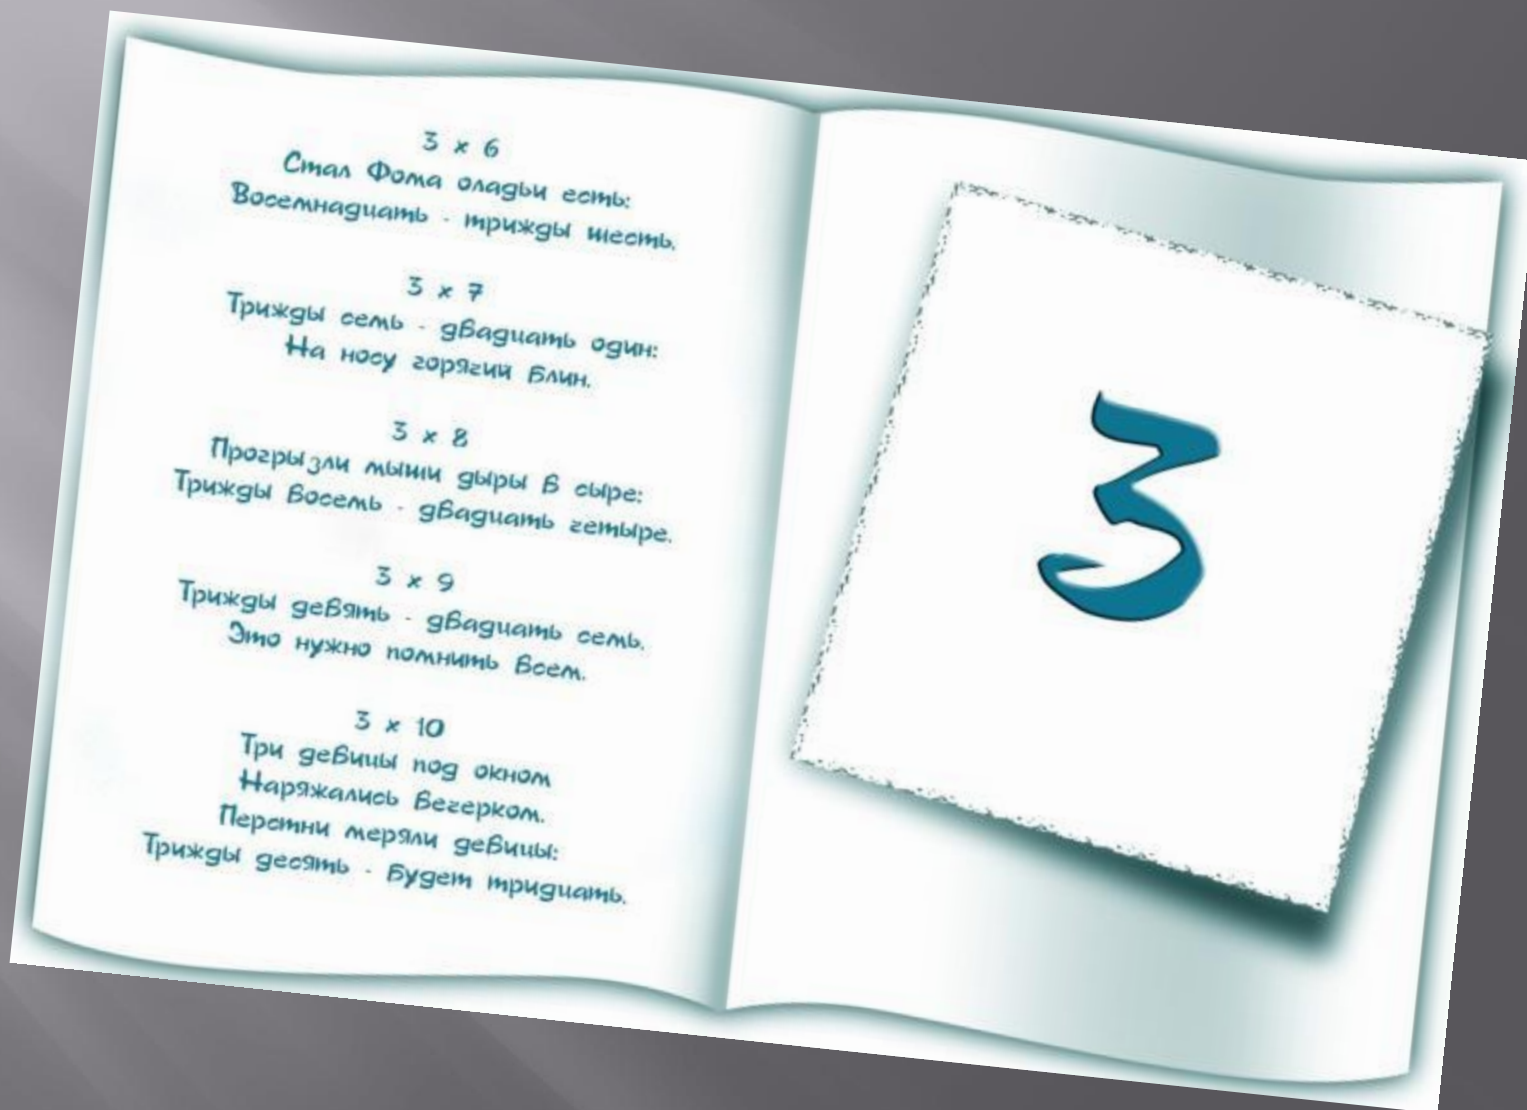 3 x 6
Стал Фома оладьи есть:
Восемнадцать - трижды шесть.
3 x 7
Трижды семь - двадцать один:
На носу горячий блин.
3 x 8
Прогрызли мыши дыры в сыре:
Трижды восемь - двадцать четыре.
3 x 9
Трижды девять - двадцать семь.
Это нужно помнить всем.
3 x 10
Три девицы под окном
Наряжались вечерком.
Перстни меряли девицы:
Трижды десять - будет тридцать.
3